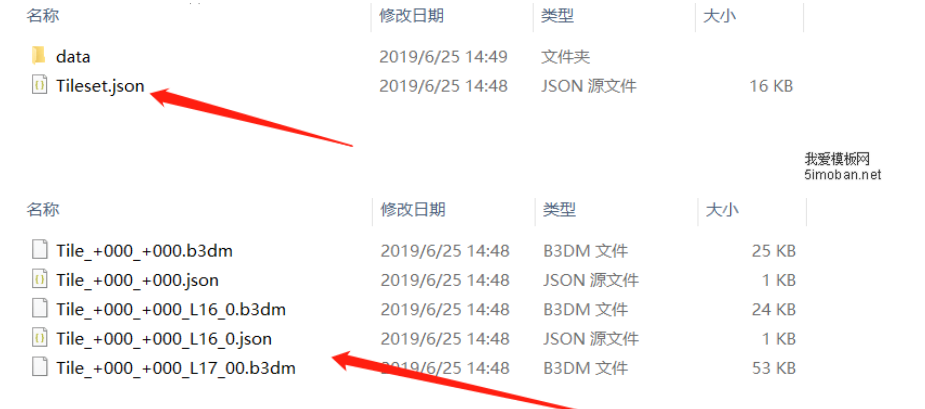 名称 修改日期 类型 大小
data 2019/6/25 14:49 文件夹
Tileset.json 2019/6/25 14:48 JSON 源文件 16 KB
我爱模板网
5imoban.net
名称 修改日期 类型 大小
Tile_+000_+000.b3dm 2019/6/25 14:48 B3DM 文件 25 KB
Tile_+000_+000.json 2019/6/25 14:48 JSON 源文件 1 KB
Tile_+000_+000_L16_0.b3dm 2019/6/25 14:48 B3DM 文件 24 KB
Tile_+000_+000_L16_0.json 2019/6/25 14:48 JSON 源文件 1 KB
Tile_+000_+000_L17_00.b3dm 2019/6/25 14:48 B3DM 文件 53 KB